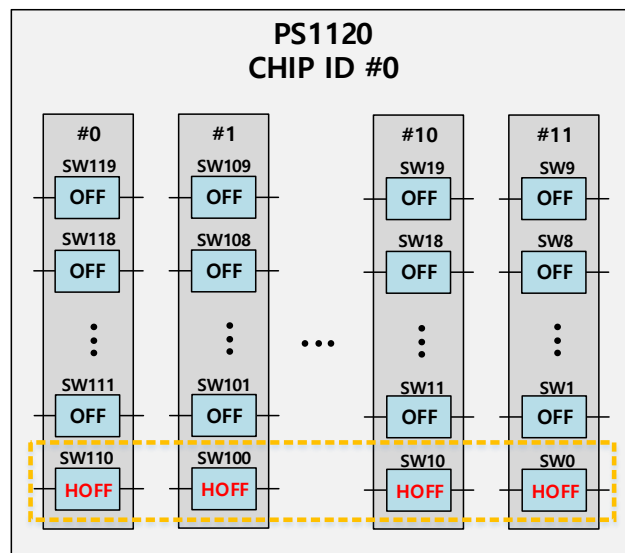 PS1120
CHIP ID #0
#0 #1 #10 #11
SW119 SW109 SW19 SW9
OFF OFF OFF OFF
SW118 SW108 SW18 SW8
OFF OFF OFF OFF
SW111 SW101 SW11 SW1
OFF OFF OFF OFF
SW110 SW100 SW10 SW0
HOFF HOFF HOFF HOFF